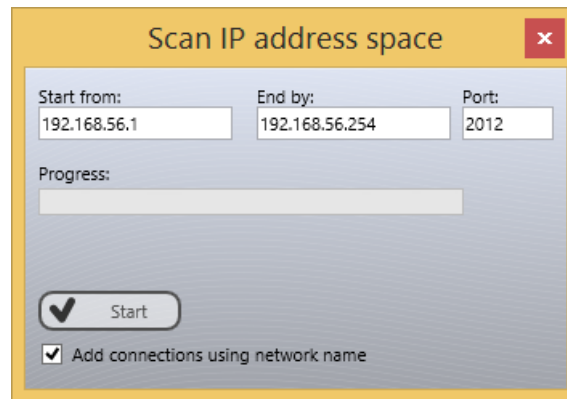 Scan IP address space
Start from: End by: Port:
192.168.56.1 192.168.56.254 2012
Progress:
Start
Add connections using network name